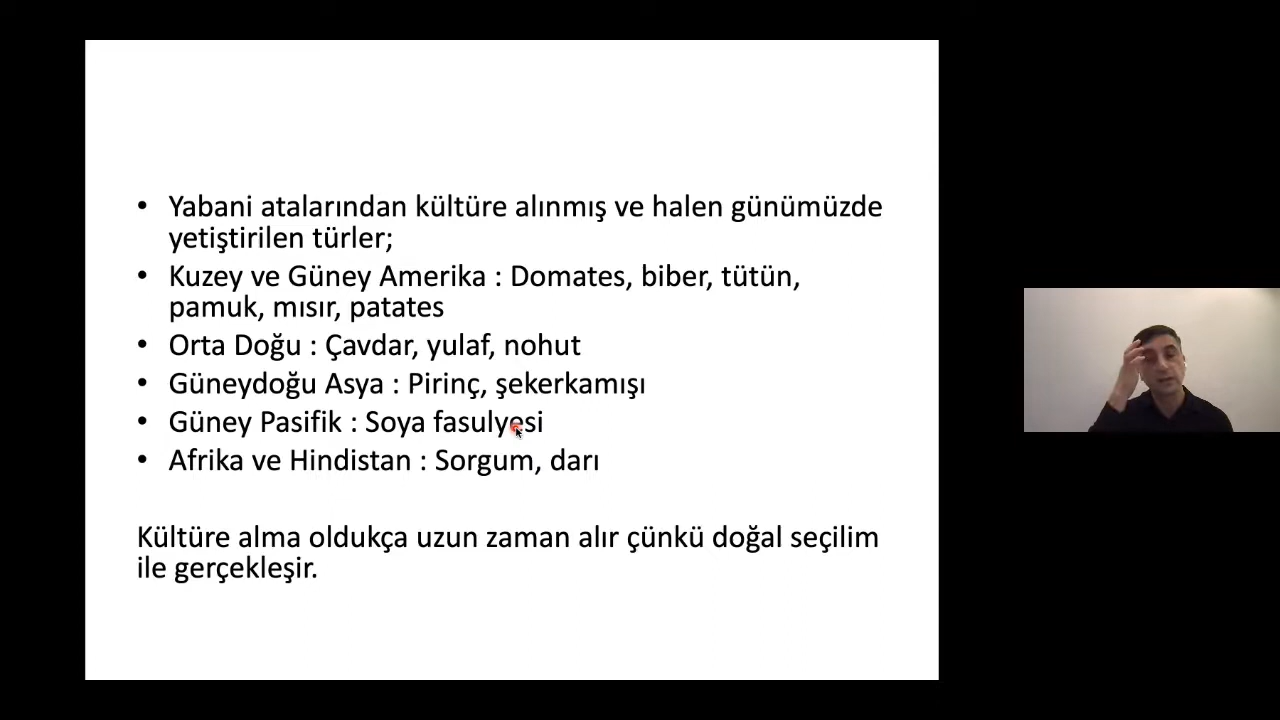 • Yabani atalarından kültüre alınmış ve halen günümüzde
yetiştirilen türler;
• Kuzey ve Güney Amerika : Domates, biber, tütün,
pamuk, mısır, patates
• Orta Doğu : Çavdar, yulaf, nohut
• Güneydoğu Asya : Pirinç, şekerkamışı
• Güney Pasifik : Soya fasulyesi
• Afrika ve Hindistan : Sorgum, darı
Kültüre alma oldukça uzun zaman alır çünkü doğal seçilim
ile gerçekleşir.